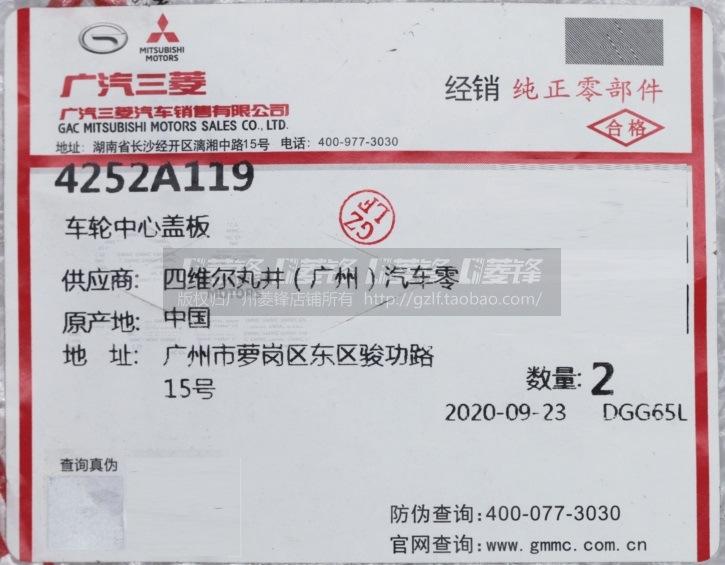 MITSUBISHI
MOTORS
广汽三菱
广汽三菱汽车销售有限公司
GAC MITSUBISHI MOTORS SALES CO., LTD.
地址: 湖南省长沙经开区漓湘中路15号 电话: 400-977-3030
经销 纯正零部件
合格
4252A119
GZ
LF
车轮中心盖板
供应商: 四维尔丸井(广州)汽车零
菱锋
版权归广州菱锋店铺所有 http://gzlf.taobao.com/
原产地: 中国
地 址: 广州市萝岗区东区骏功路
15号
数量: 2
2020-09-23 DGG65L
查询真伪
防伪查询:400-077-3030
官网查询:www.gmmc.com.cn